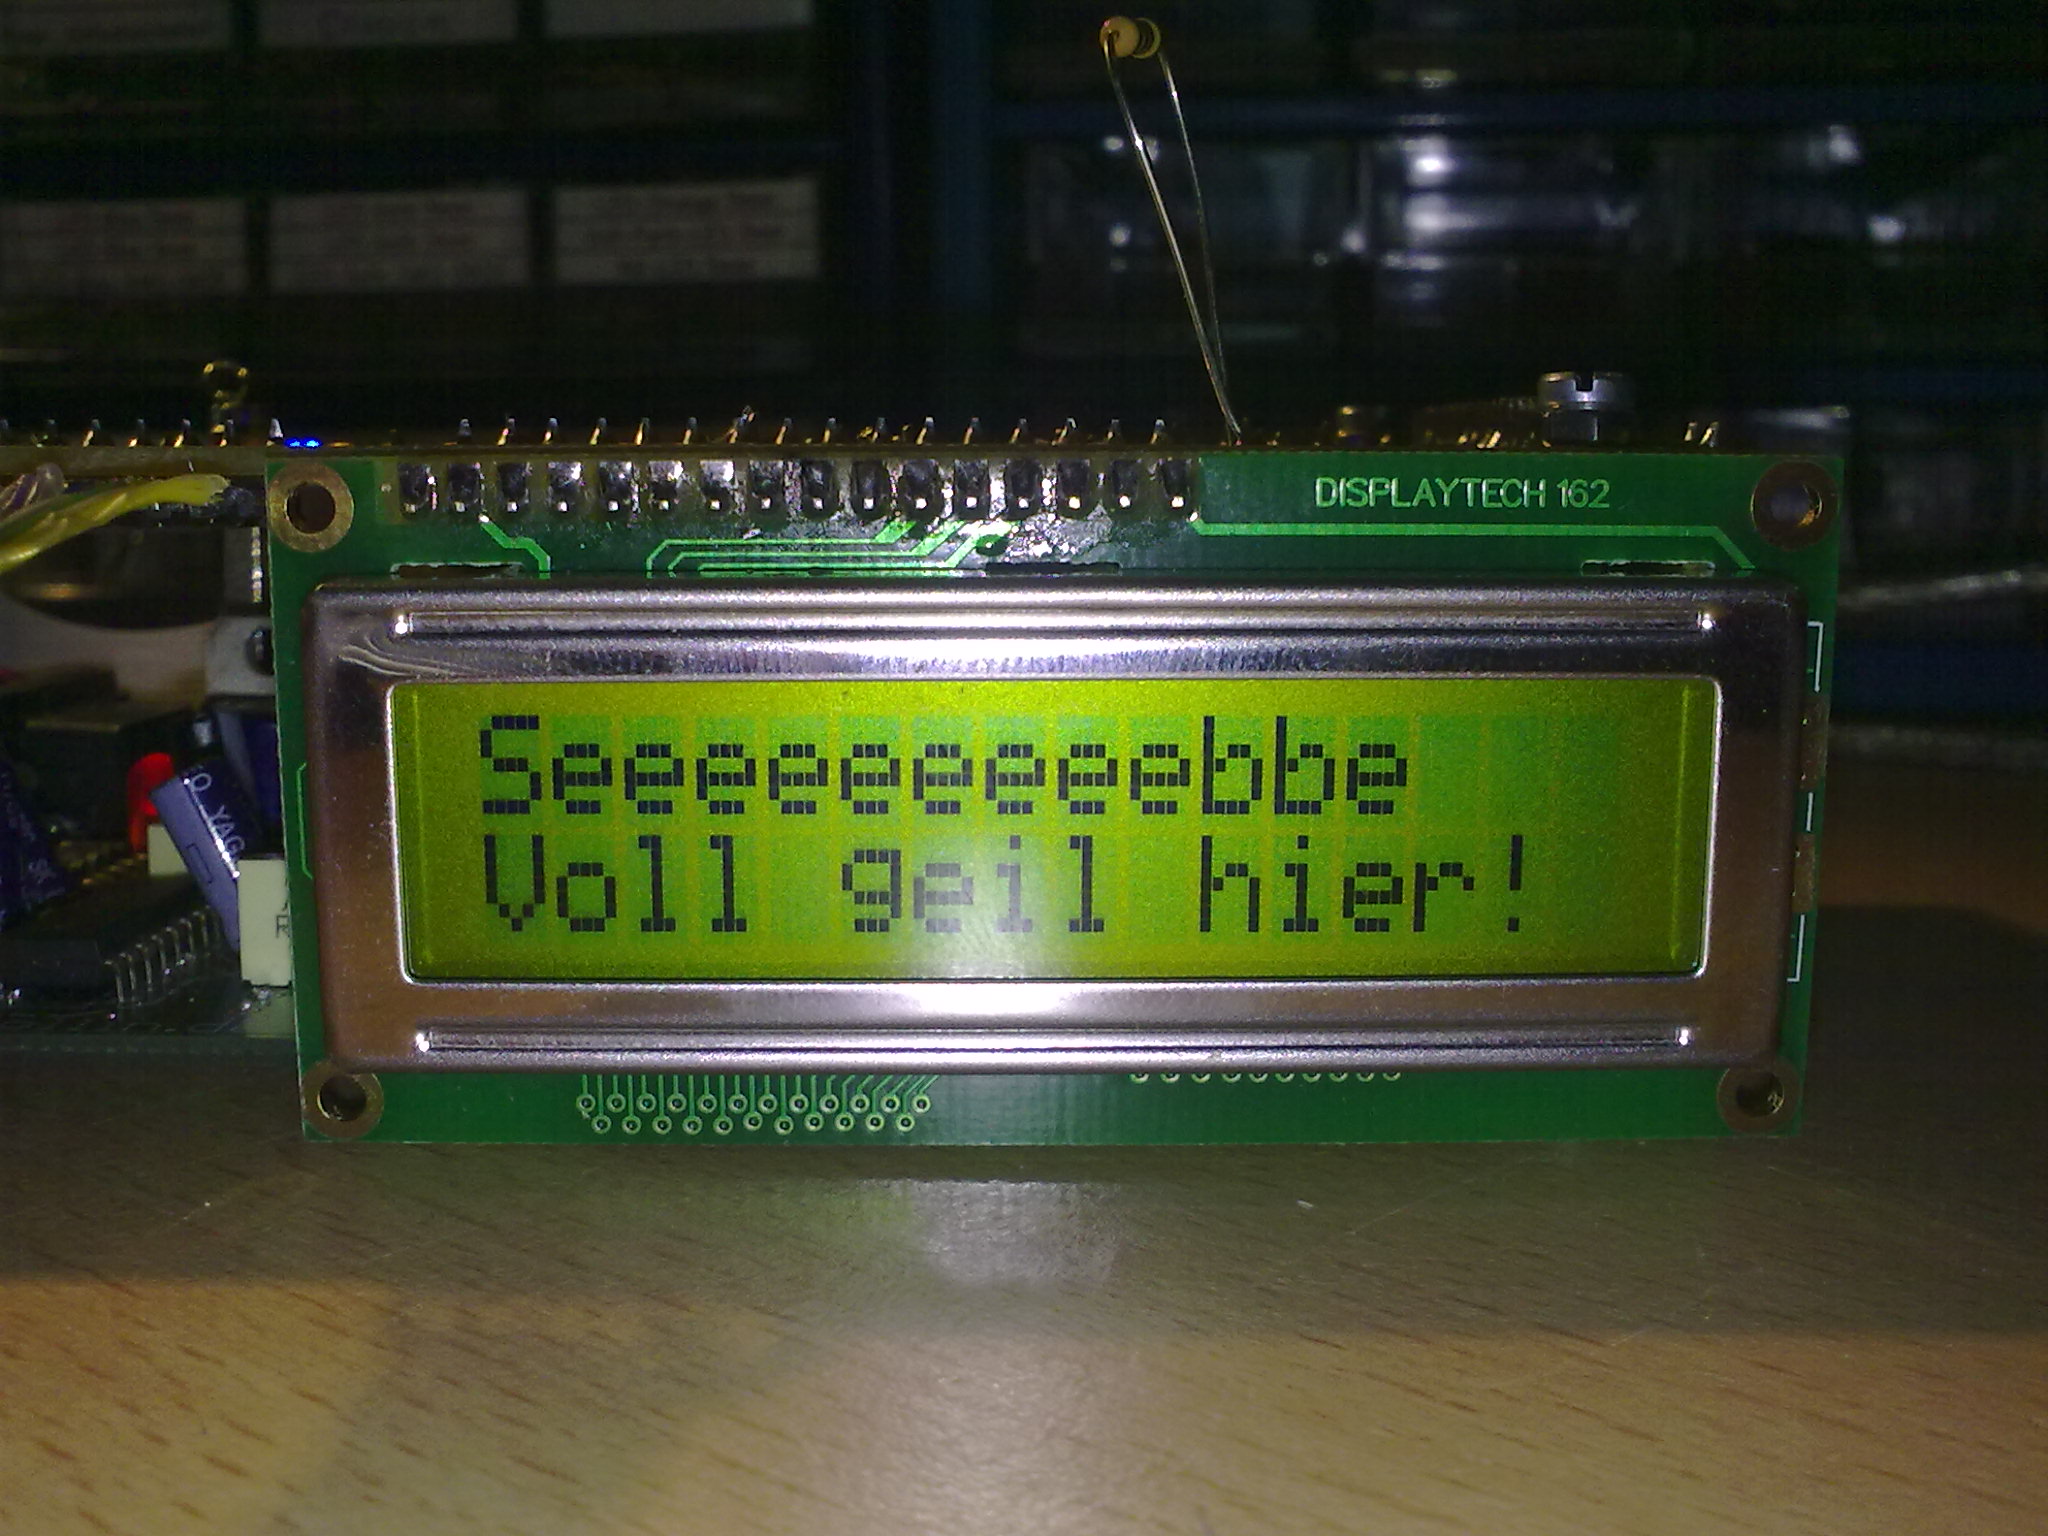 DISPLAYTECH 162
Seeeeeeeeebbe
Voll geil hier!